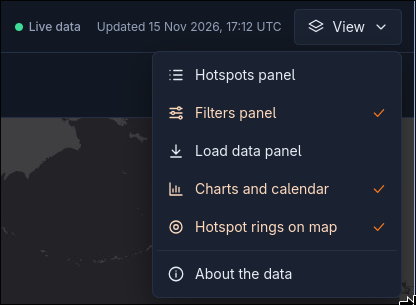 Live data Updated 15 Nov 2026, 17:12 UTC View
Hotspots panel
Filters panel
Load data panel
Charts and calendar
Hotspot rings on map
About the data